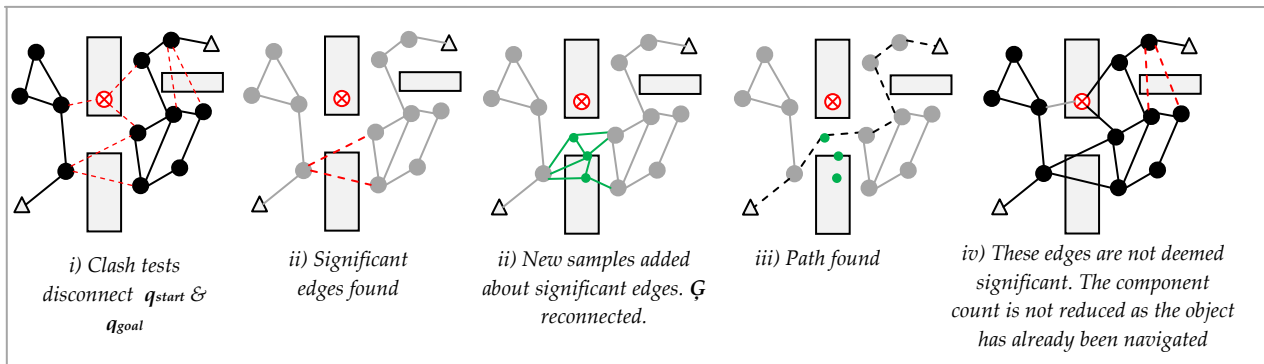 i) Clash tests
disconnect qstart &
qgoal
ii) Significant
edges found
ii) New samples added
about significant edges. Ģ
reconnected.
iii) Path found
iv) These edges are not deemed
significant. The component
count is not reduced as the object
has already been navigated